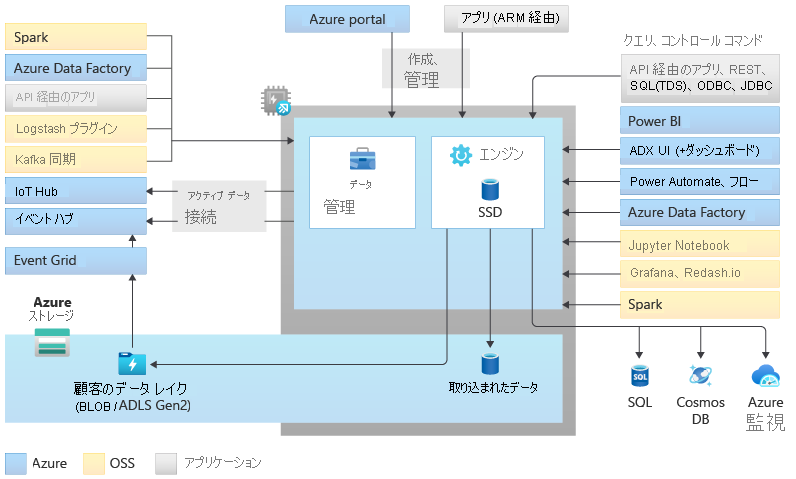 Spark
Azure Data Factory
API 経由のアプリ
Logstash プラグイン
Kafka 同期
IoT Hub
イベント ハブ
Event Grid
Azure portal
アプリ (ARM 経由)
作成、
管理
クエリ、コントロール コマンド
API 経由のアプリ、REST、
SQL(TDS)、ODBC、JDBC
Power BI
ADX UI (+ダッシュボード)
Power Automate、フロー
Azure Data Factory
Jupyter Notebook
Grafana、Redash.io
Spark
データ
管理
エンジン
SSD
アクティブ データ
接続
Azure
ストレージ
顧客のデータ レイク
(BLOB / ADLS Gen2)
取り込まれたデータ
SQL
SQL
Cosmos
DB
Azure
監視
Azure
OSS
アプリケーション